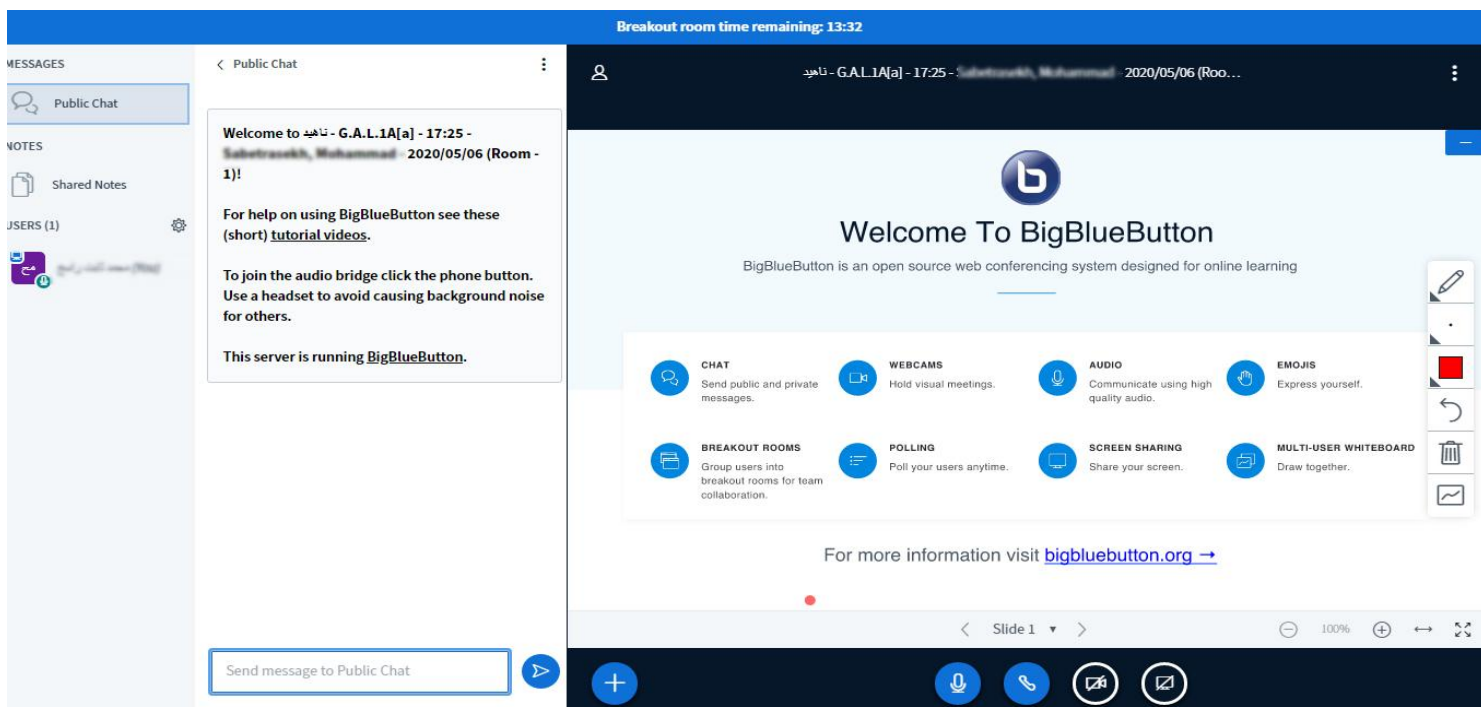 Breakout room time remaining: 13:32
MESSAGES
Public Chat
NOTES
Shared Notes
USERS (1)
مح
Public Chat
Welcome to ناهید - G.A.L.1A[a] - 17:25 -
2020/05/06 (Room -
1)!
For help on using BigBlueButton see these
(short) tutorial videos.
To join the audio bridge click the phone button.
Use a headset to avoid causing background noise
for others.
This server is running BigBlueButton.
Send message to Public Chat
ناهید - G.A.L.1A[a] - 17:25 - 2020/05/06 (Roo...
b
Welcome To BigBlueButton
BigBlueButton is an open source web conferencing system designed for online learning
CHAT
Send public and private
messages.
WEBCAMS
Hold visual meetings.
AUDIO
Communicate using high
quality audio.
EMOJIS
Express yourself.
BREAKOUT ROOMS
Group users into
breakout rooms for team
collaboration.
POLLING
Poll your users anytime.
SCREEN SHARING
Share your screen.
MULTI-USER WHITEBOARD
Draw together.
For more information visit bigbluebutton.org →
Slide 1
100%